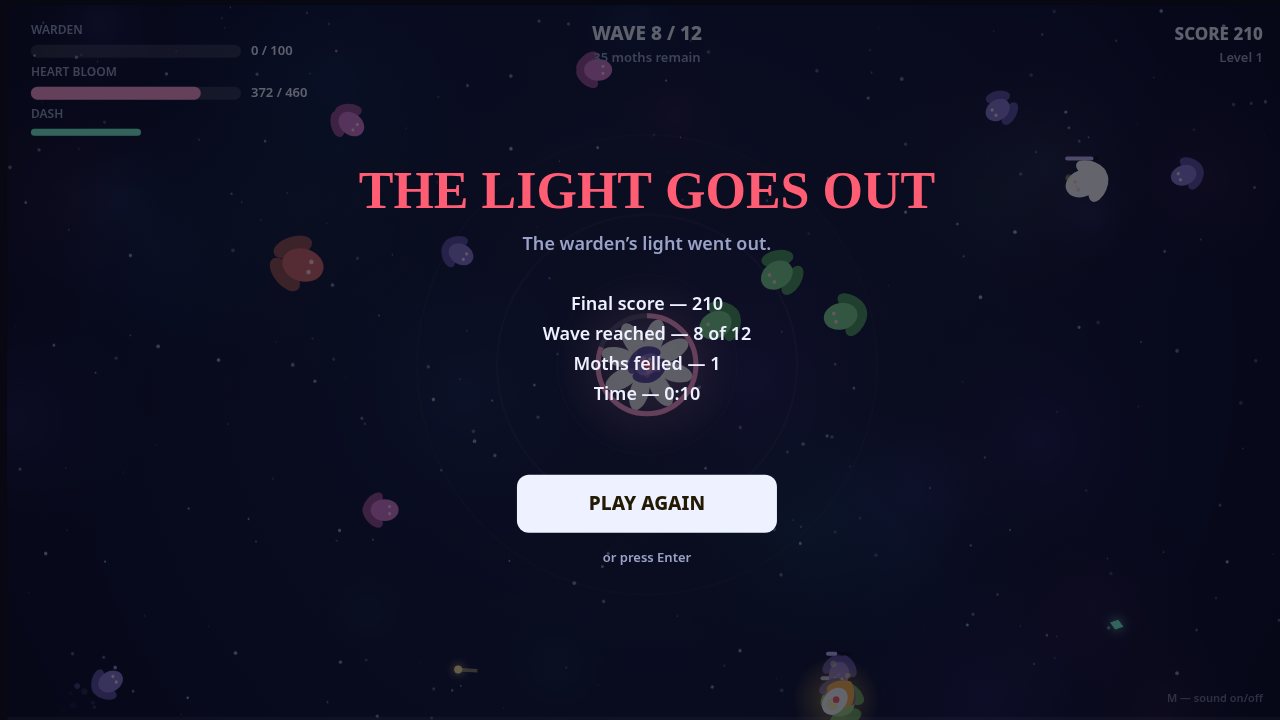 WARDEN
0 / 100
HEART BLOOM
372 / 460
DASH
WAVE 8 / 12
35 moths remain
SCORE 210
Level 1
THE LIGHT GOES OUT
The warden’s light went out.
Final score — 210
Wave reached — 8 of 12
Moths felled — 1
Time — 0:10
PLAY AGAIN
or press Enter
M — sound on/off